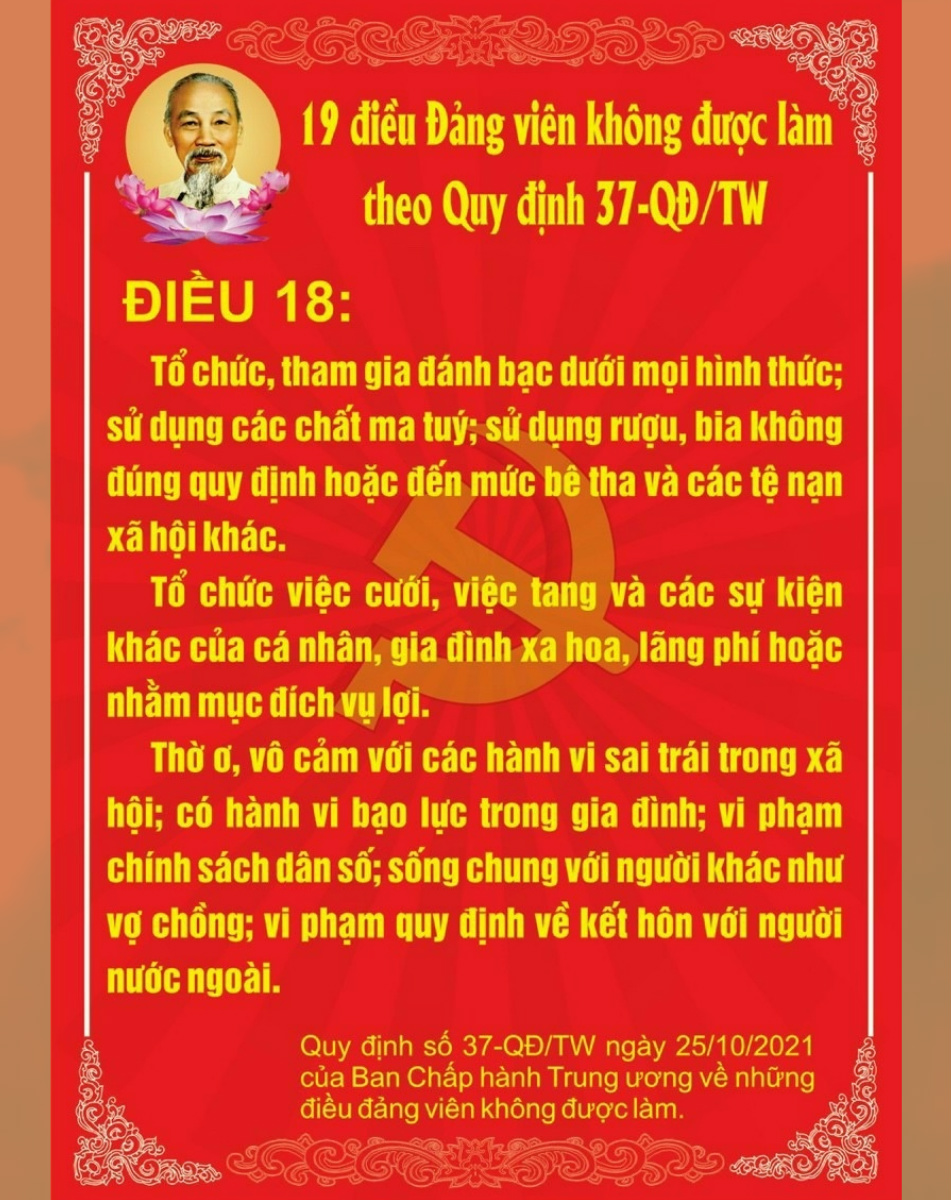 19 điều Đảng viên không được làm
theo Quy định 37-QĐ/TW
ĐIỀU 18:
Tổ chức, tham gia đánh bạc dưới mọi hình thức;
sử dụng các chất ma tuý; sử dụng rượu, bia không
đúng quy định hoặc đến mức bê tha và các tệ nạn
xã hội khác.
Tổ chức việc cưới, việc tang và các sự kiện
khác của cá nhân, gia đình xa hoa, lãng phí hoặc
nhằm mục đích vụ lợi.
Thờ ơ, vô cảm với các hành vi sai trái trong xã
hội; có hành vi bạo lực trong gia đình; vi phạm
chính sách dân số; sống chung với người khác như
vợ chồng; vi phạm quy định về kết hôn với người
nước ngoài.
Quy định số 37-QĐ/TW ngày 25/10/2021
của Ban Chấp hành Trung ương về những
điều đảng viên không được làm.